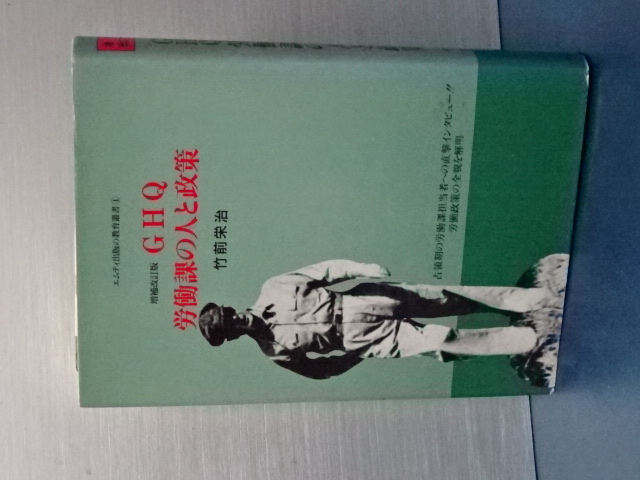 エムティ出版の教育叢書①
増補改訂版 GHQ
労働課の人と政策
竹前栄治
占領期の労働課担当者への直撃インタビュー!!
労働政策の全貌を解明